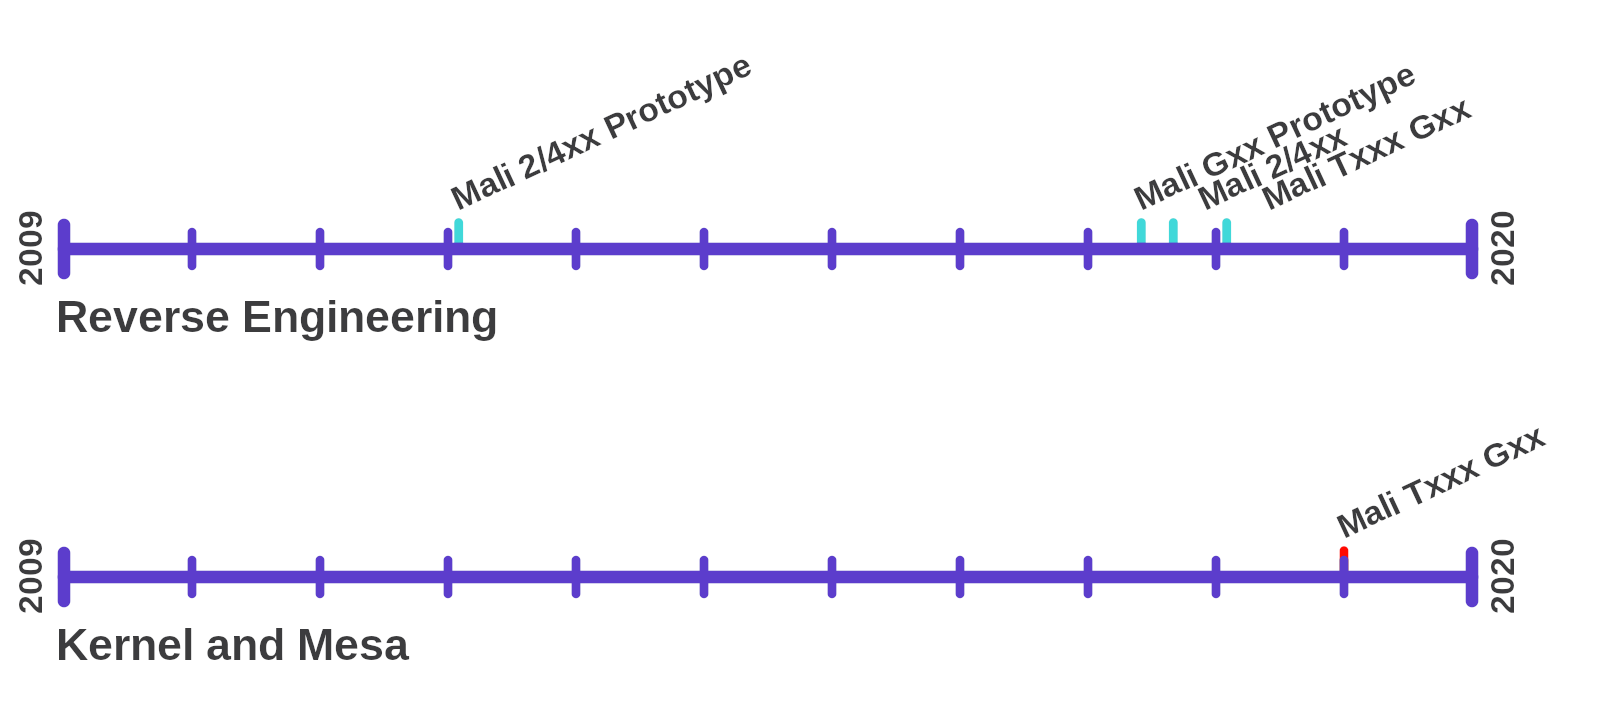 Mali 2/4xx Prototype
Mali Gxx Prototype
Mali 2/4xx
Mali Txxx Gxx
2009
2020
Reverse Engineering
Mali Txxx Gxx
2009
2020
Kernel and Mesa